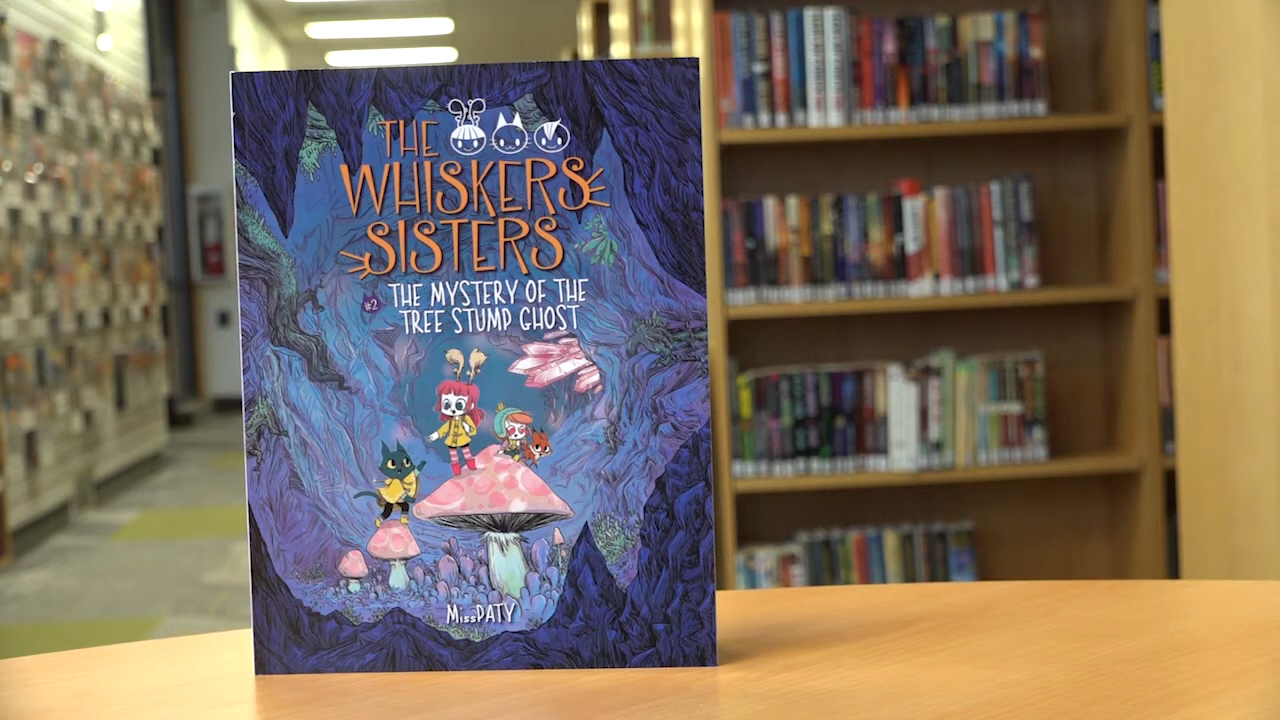 THE
WHISKERS
SISTERS
#2 THE MYSTERY OF THE
TREE STUMP GHOST
MissPATY